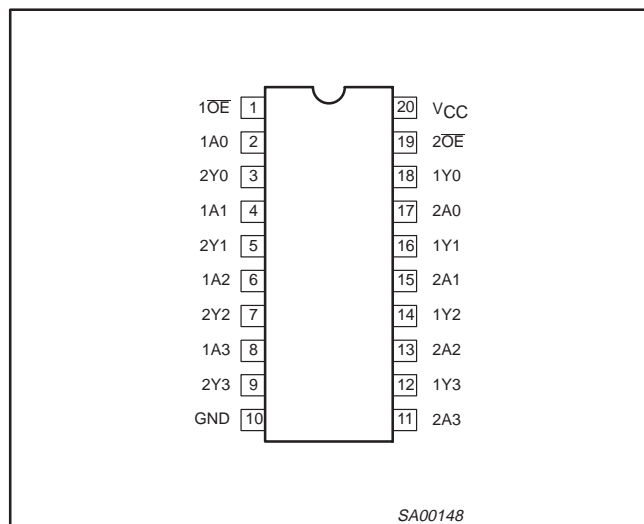 1O̅E̅ 1 20 VCC
1A0 2 19 2O̅E̅
2Y0 3 18 1Y0
1A1 4 17 2A0
2Y1 5 16 1Y1
1A2 6 15 2A1
2Y2 7 14 1Y2
1A3 8 13 2A2
2Y3 9 12 1Y3
GND 10 11 2A3
SA00148